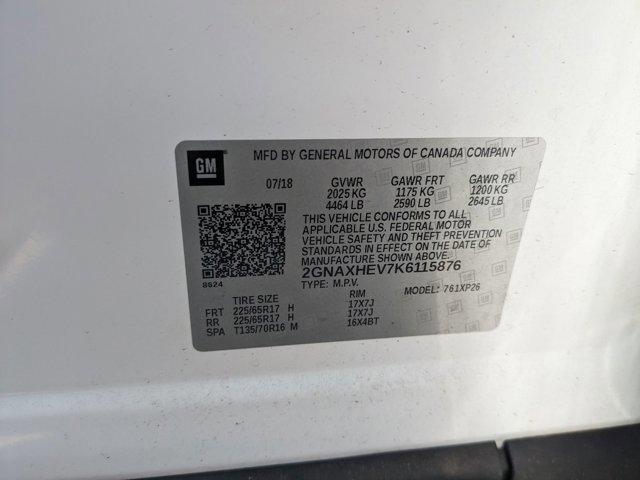 GM
MFD BY GENERAL MOTORS OF CANADA COMPANY
07/18 GVWR GAWR FRT GAWR RR
2025 KG 1175 KG 1200 KG
4464 LB 2590 LB 2645 LB
THIS VEHICLE CONFORMS TO ALL
APPLICABLE U.S. FEDERAL MOTOR
VEHICLE SAFETY AND THEFT PREVENTION
STANDARDS IN EFFECT ON THE DATE OF
MANUFACTURE SHOWN ABOVE.
8624
2GNAXHEV7K6115876
TYPE: M.P.V. MODEL: 761XP26
TIRE SIZE RIM
FRT 225/65R17 H 17X7J
RR 225/65R17 H 17X7J
SPA T135/70R16 M 16X4BT